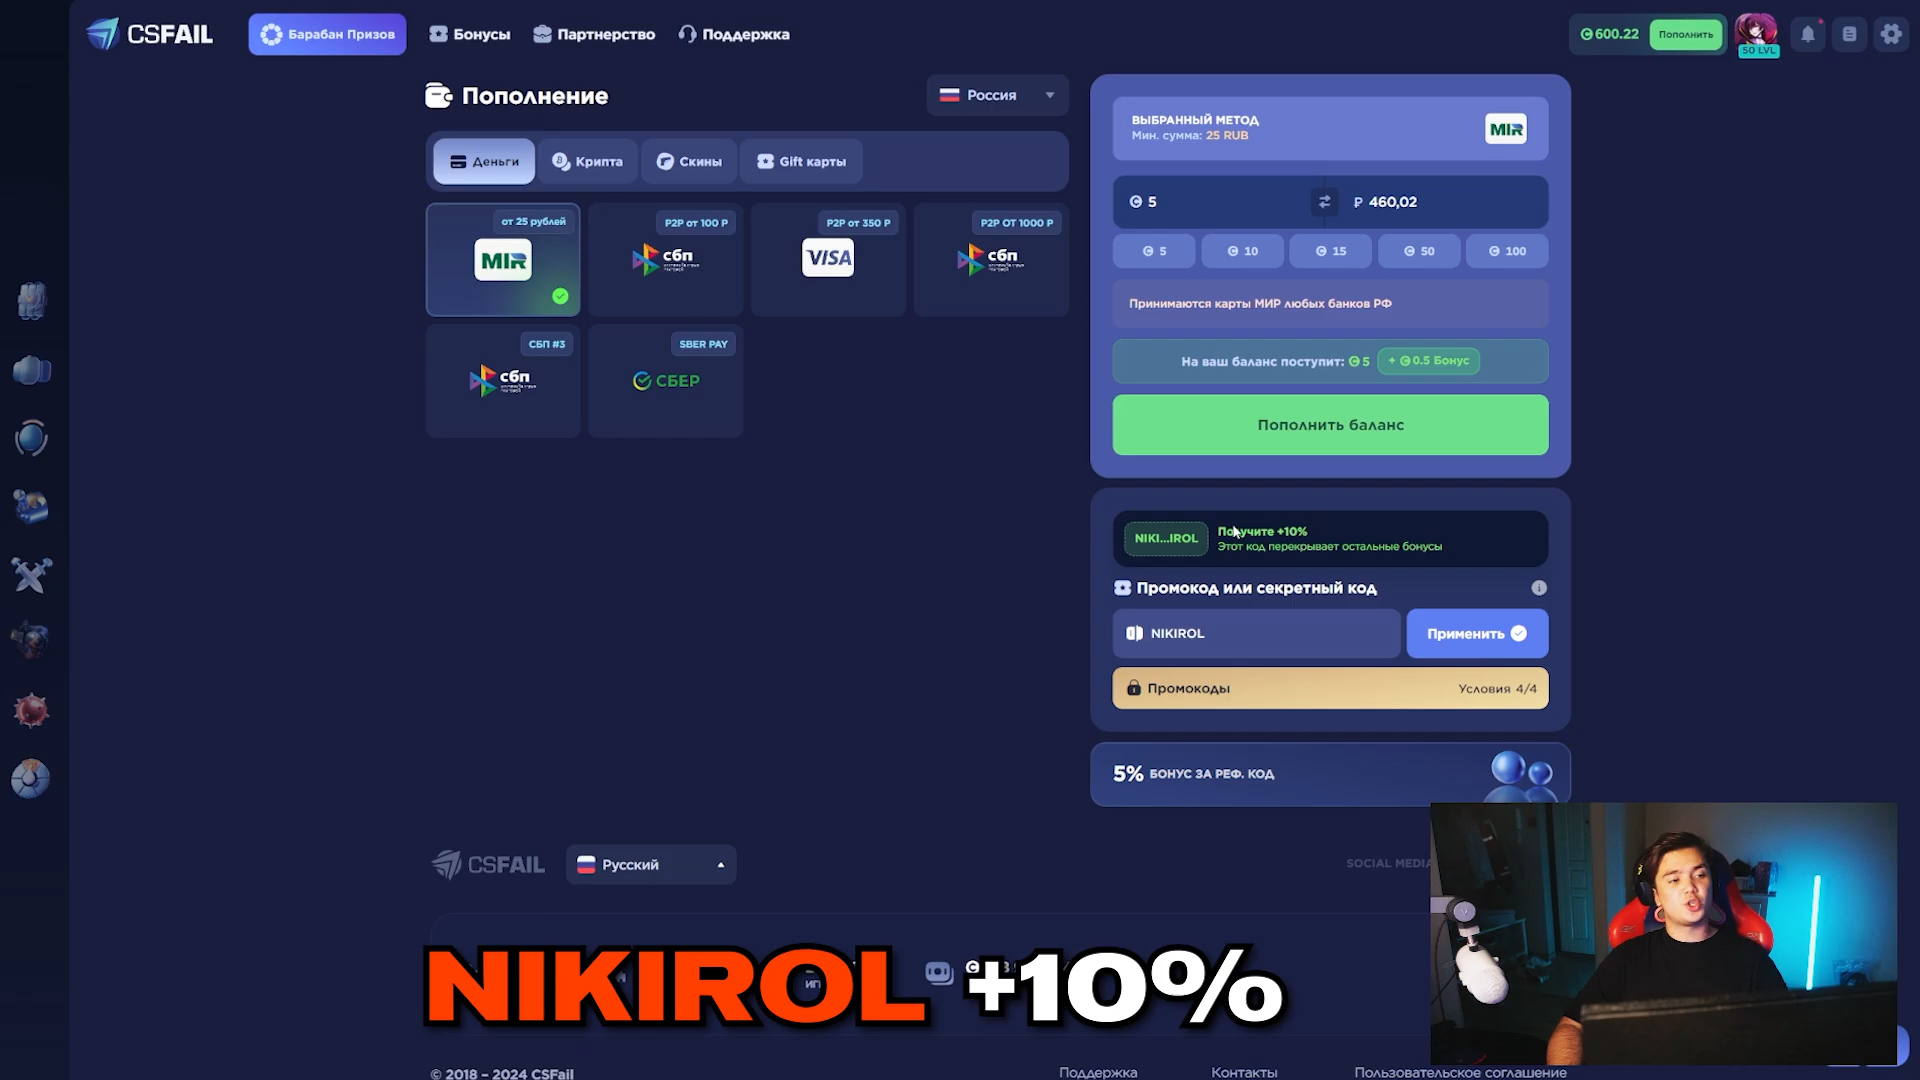 CSFAIL
Барабан Призов
Бонусы
Партнерство
Поддержка
600.22
Пополнить
50 LVL
Пополнение
Россия
Деньги
Крипта
Скины
Gift карты
от 25 рублей
MIR
P2P от 100 Р
сбп
P2P от 350 Р
VISA
P2P ОТ 1000 Р
сбп
СБП #3
сбп
SBER PAY
СБЕР
ВЫБРАННЫЙ МЕТОД
Мин. сумма: 25 RUB
MIR
5
₽ 460,02
5
10
15
50
100
Принимаются карты МИР любых банков РФ
На ваш баланс поступит: 5
+ 0.5 Бонус
Пополнить баланс
NIKI...IROL
Получите +10%
Этот код перекрывает остальные бонусы
Промокод или секретный код
NIKIROL
Применить
Промокоды
Условия 4/4
5% БОНУС ЗА РЕФ. КОД
CSFAIL
Русский
SOCIAL MEDIA
NIKIROL +10%
© 2018 – 2024 CSFail
Поддержка
Контакты
Пользовательское соглашение